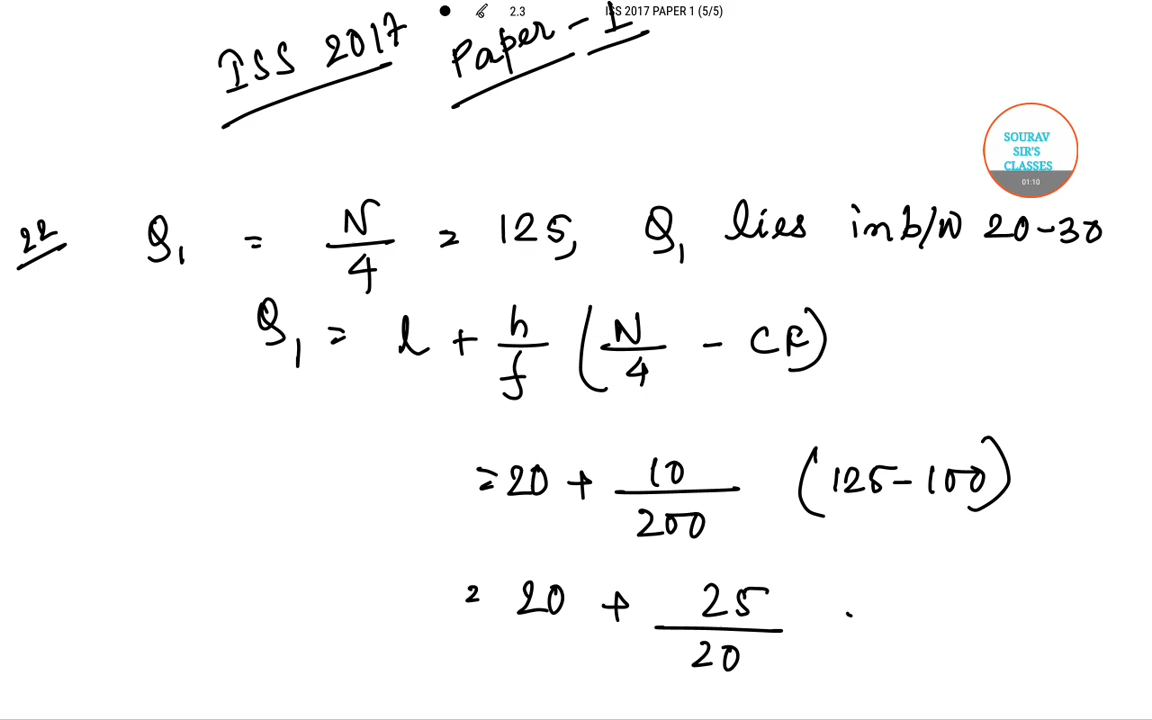 2.3 ISS 2017 PAPER 1 (5/5)
ISS 2017 Paper - I
SOURAV
SIR'S
CLASSES
01:10
22 Q₁ = N/4 = 125, Q₁ lies in b/w 20-30
Q₁ = l + h/f (N/4 - CF)
= 20 + 10/200 (125-100)
= 20 + 25/20 .